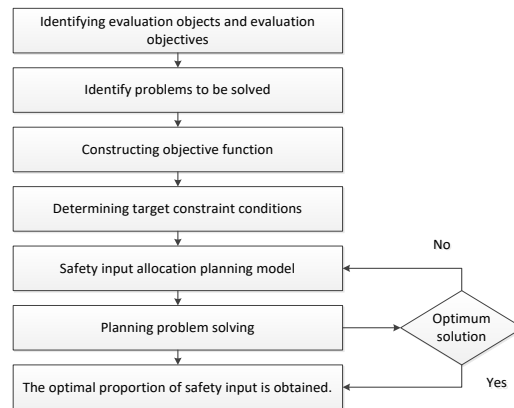 Identifying evaluation objects and evaluation
objectives
Identify problems to be solved
Constructing objective function
Determining target constraint conditions
No
Safety input allocation planning model
Planning problem solving
Optimum
solution
The optimal proportion of safety input is obtained.
Yes